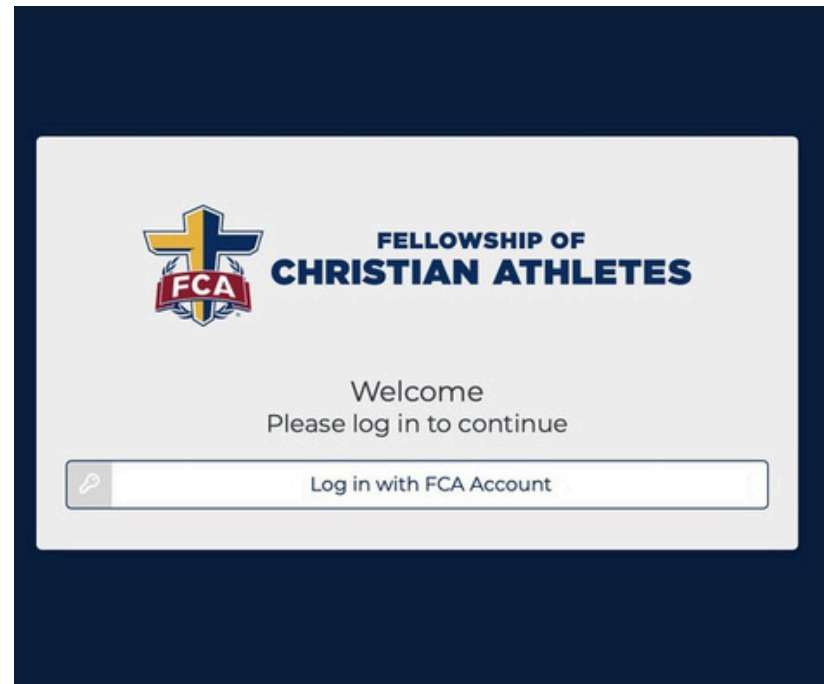 FCA
FELLOWSHIP OF
CHRISTIAN ATHLETES
Welcome
Please log in to continue
Log in with FCA Account